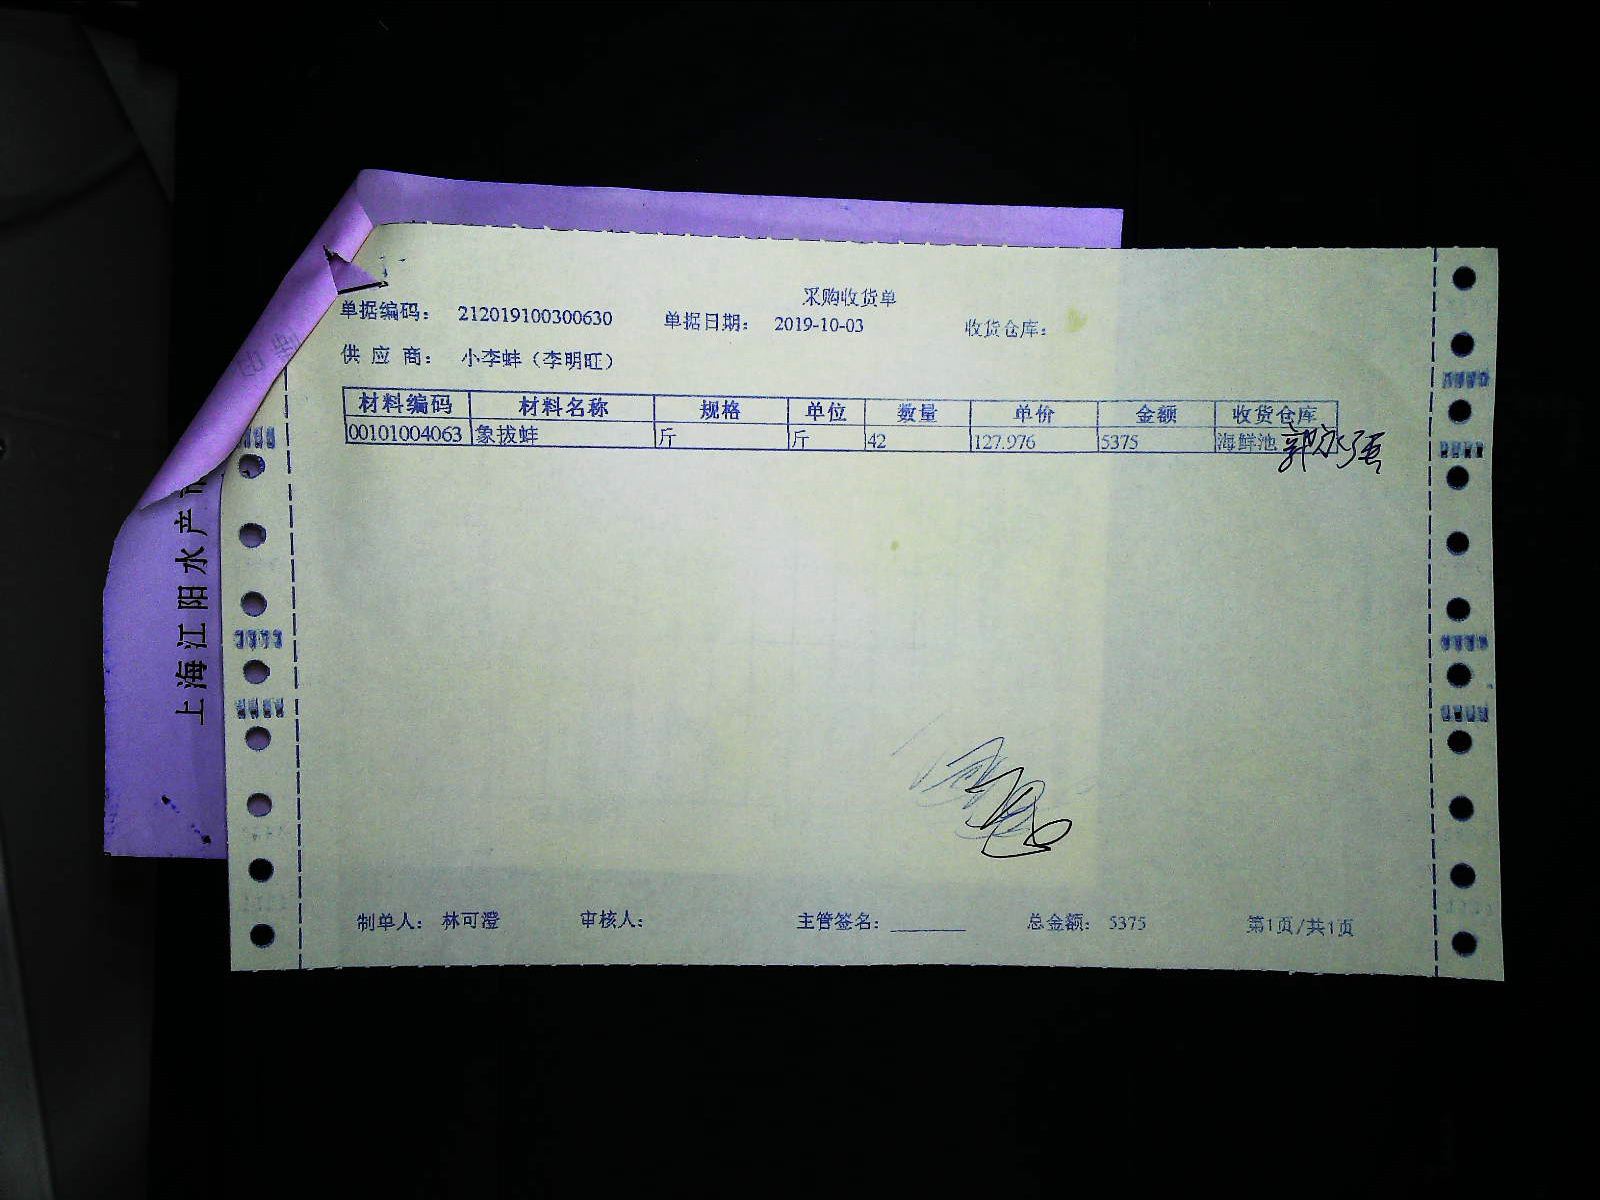 采购收货单
单据编码： 212019100300630 单据日期： 2019-10-03 收货仓库：
供 应 商： 小李蚌（李明旺）
材料编码 材料名称 规格 单位 数量 单价 金额 收货仓库
00101004063 象拔蚌 斤 斤 42 127.976 5375 海鲜池
制单人： 林可澄 审核人： 主管签名： 总金额： 5375 第1页/共1页
上海江阳水产